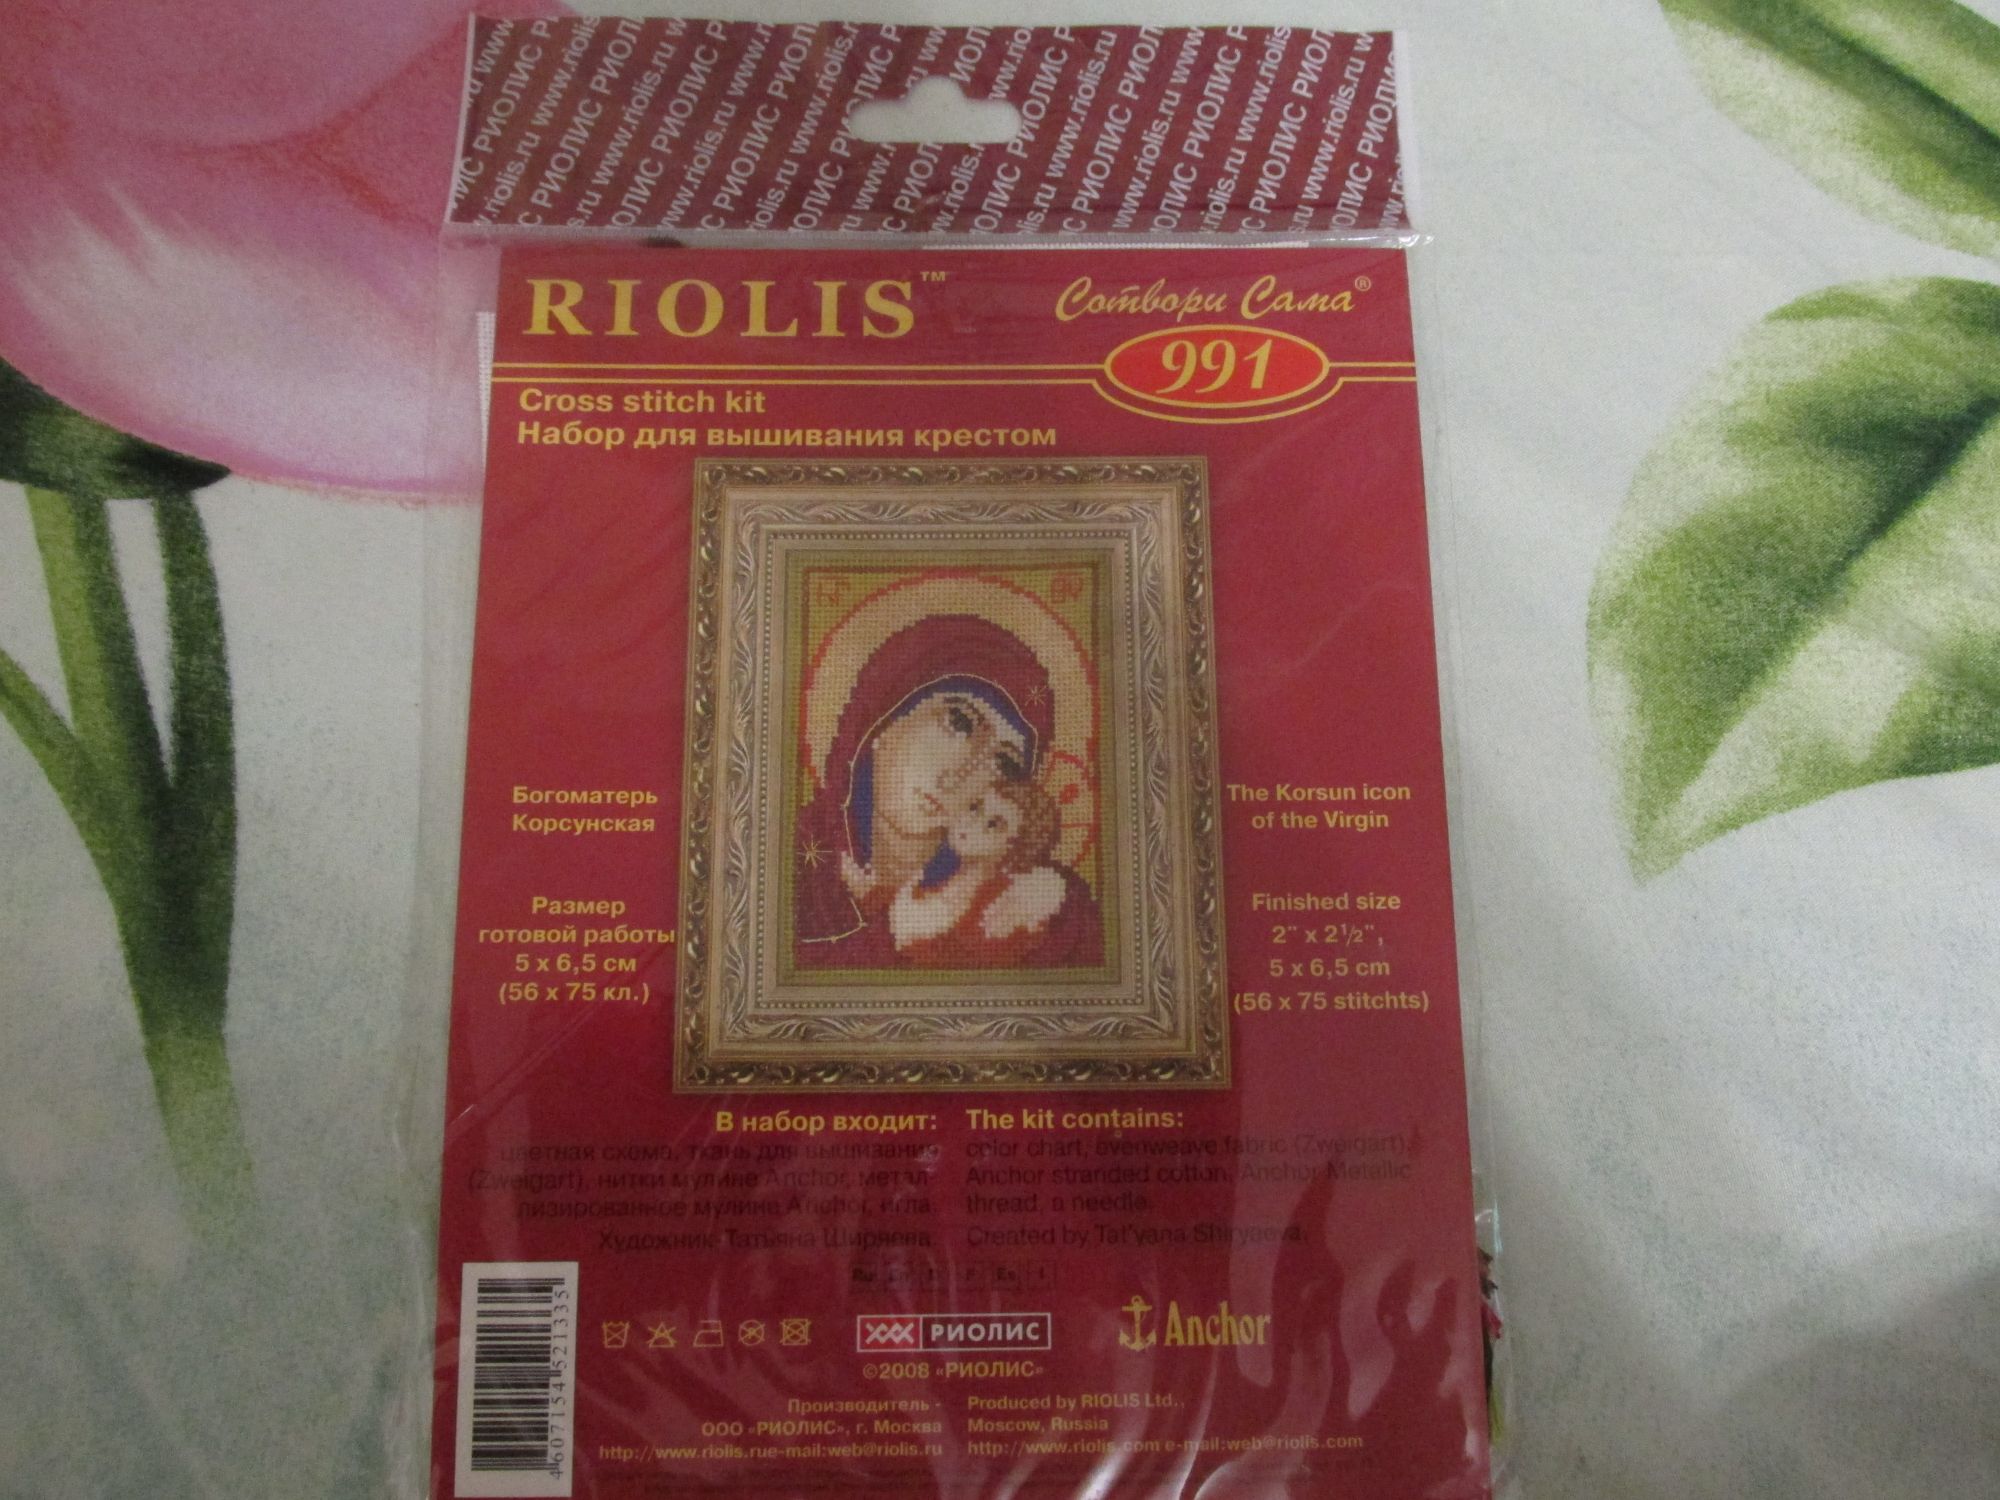 РИОЛИС www.riolis.ru
RIOLIS™
Сотвори Сама®
991
Cross stitch kit
Набор для вышивания крестом
Богоматерь
Корсунская
Размер
готовой работы
5 x 6,5 см
(56 x 75 кл.)
The Korsun icon
of the Virgin
Finished size
2" x 2½",
5 x 6,5 cm
(56 x 75 stitchts)
В набор входит:
цветная схема, ткань для вышивания
(Zweigart), нитки мулине Anchor, метал-
лизированное мулине Anchor, игла.
Художник Татьяна Ширяева.
The kit contains:
color chart, evenweave fabric (Zweigart),
Anchor stranded cotton, Anchor Metallic
thread, a needle.
Created by Tat'yana Shiryaeva.
4607154521335
РИОЛИС
Anchor
©2008 «РИОЛИС»
Производитель -
ООО «РИОЛИС», г. Москва
http://www.riolis.ru e-mail:web@riolis.ru
Produced by RIOLIS Ltd.,
Moscow, Russia
http://www.riolis.com e-mail:web@riolis.com